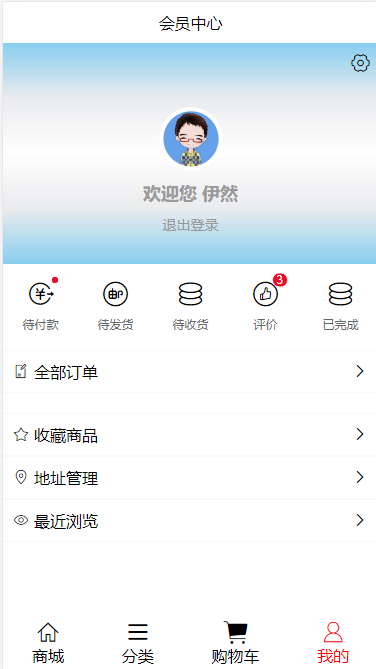 会员中心
欢迎您 伊然
退出登录
3
待付款 待发货 待收货 评价 已完成
全部订单
收藏商品
地址管理
最近浏览
商城 分类 购物车 我的